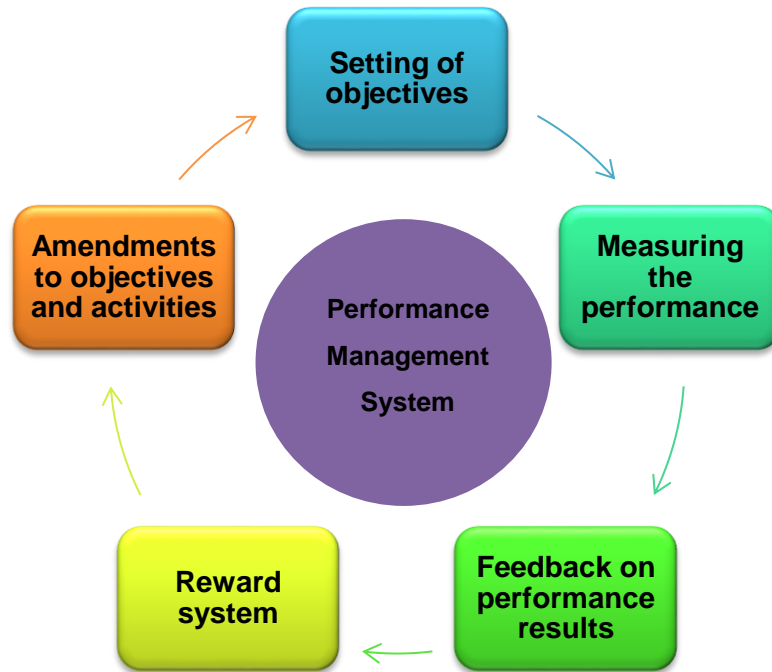 Setting of
objectives
Measuring
the
performance
Feedback on
performance
results
Reward
system
Amendments
to objectives
and activities
Performance
Management
System